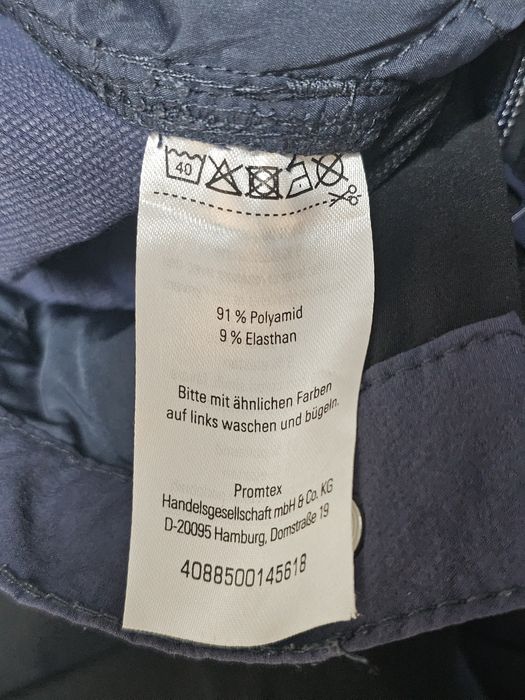 40
91 % Polyamid
9 % Elasthan
Bitte mit ähnlichen Farben
auf links waschen und bügeln.
Promtex
Handelsgesellschaft mbH & Co. KG
D-20095 Hamburg, Domstraße 19
4088500145618